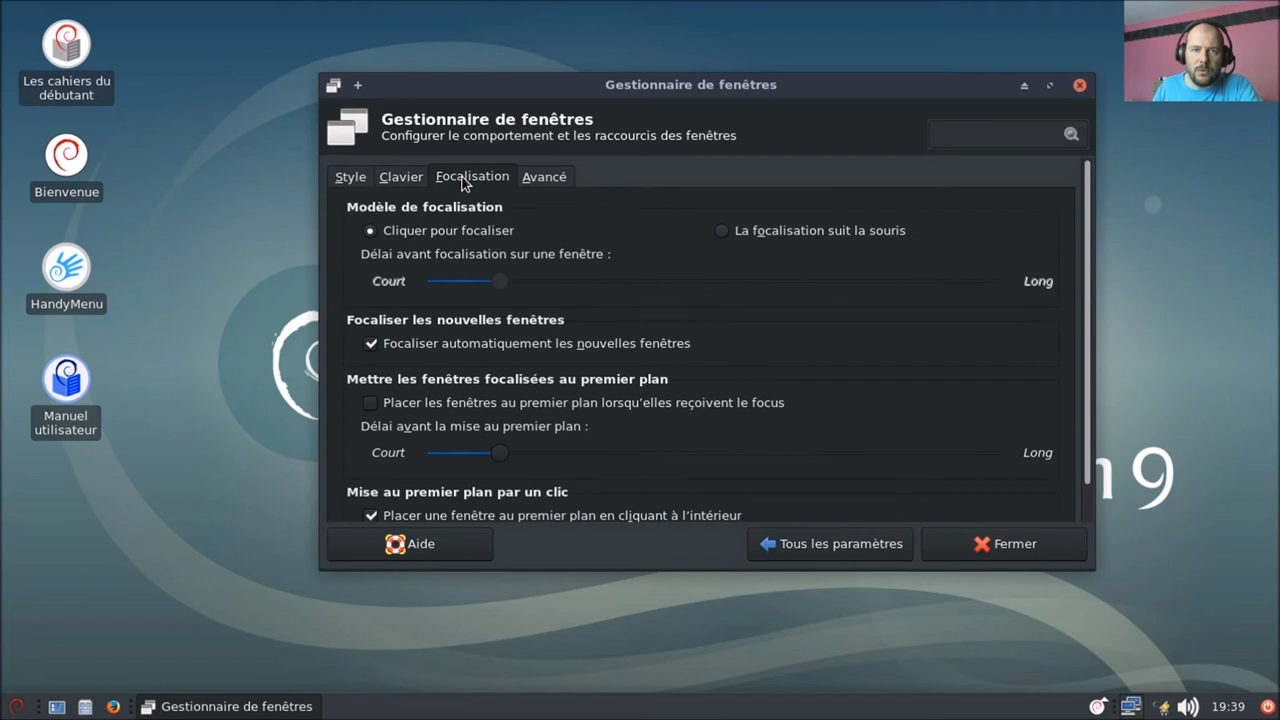 Les cahiers du
débutant
Bienvenue
HandyMenu
Manuel
utilisateur
Gestionnaire de fenêtres
Gestionnaire de fenêtres
Configurer le comportement et les raccourcis des fenêtres
Style Clavier Focalisation Avancé
Modèle de focalisation
Cliquer pour focaliser La focalisation suit la souris
Délai avant focalisation sur une fenêtre :
Court Long
Focaliser les nouvelles fenêtres
Focaliser automatiquement les nouvelles fenêtres
Mettre les fenêtres focalisées au premier plan
Placer les fenêtres au premier plan lorsqu’elles reçoivent le focus
Délai avant la mise au premier plan :
Court Long
Mise au premier plan par un clic
Placer une fenêtre au premier plan en cliquant à l’intérieur
Aide Tous les paramètres Fermer
9
Gestionnaire de fenêtres 19:39